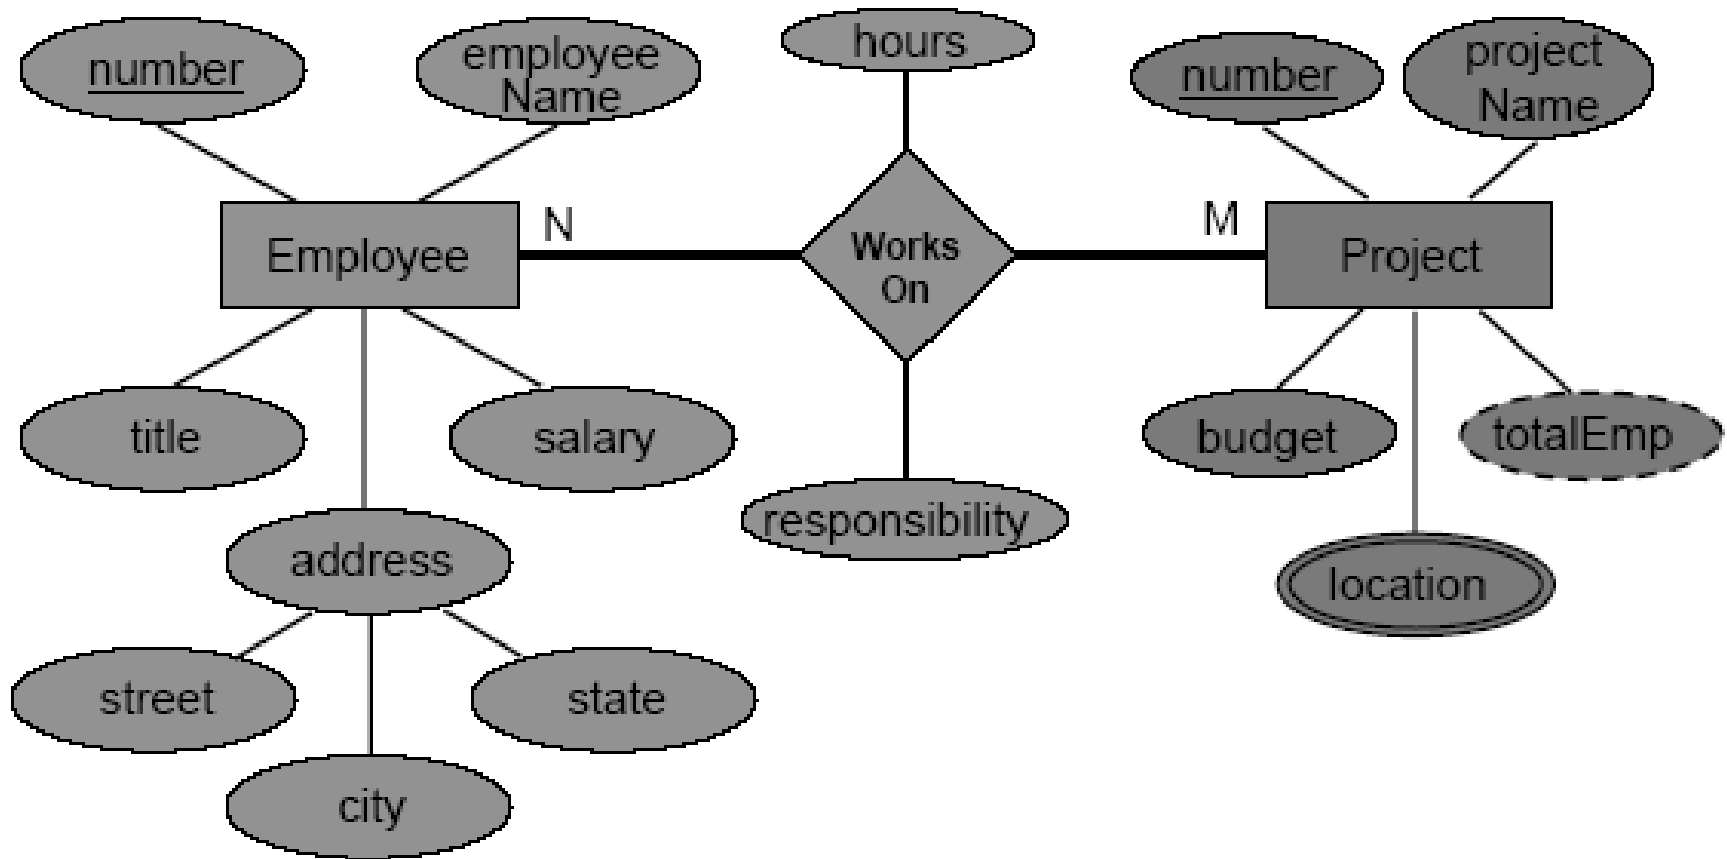 number
employee
Name
hours
number
project
Name
Employee
N
Works
On
M
Project
title
salary
budget
totalEmp
responsibility
address
location
street
state
city